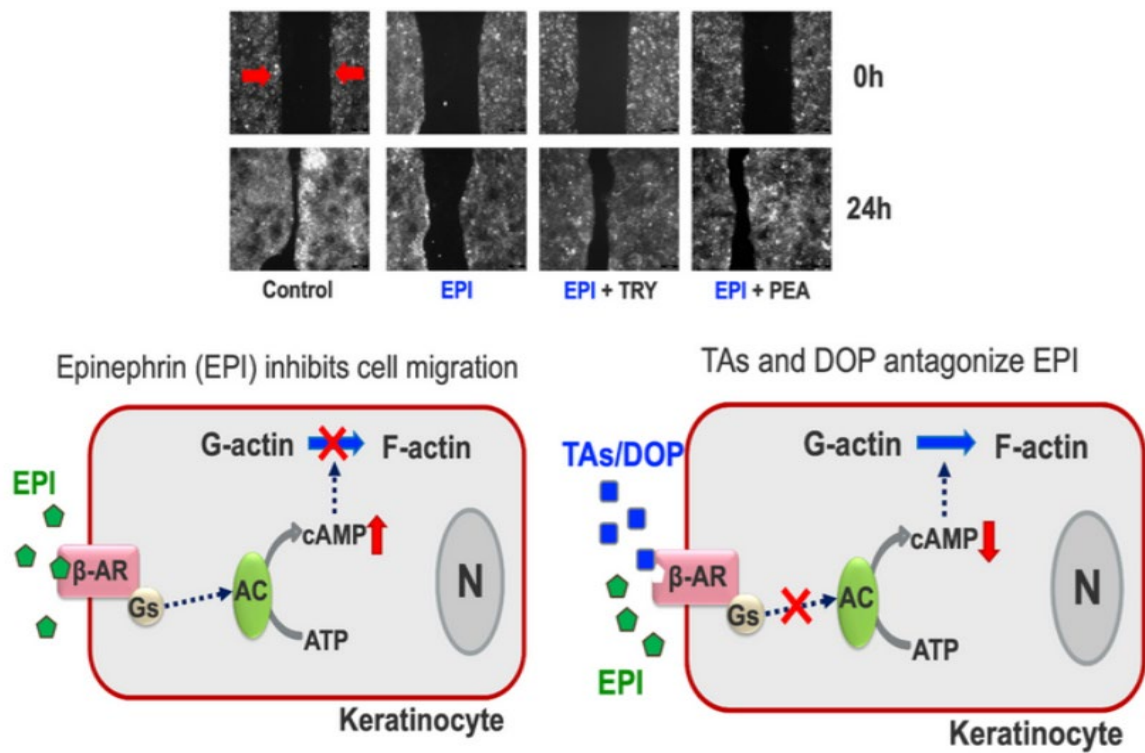 0h
24h
Control EPI EPI + TRY EPI + PEA
Epinephrin (EPI) inhibits cell migration
G-actin F-actin
EPI
cAMP
β-AR
Gs
AC
ATP
N
Keratinocyte
TAs and DOP antagonize EPI
G-actin F-actin
TAs/DOP
cAMP
β-AR
Gs
AC
ATP
N
EPI
Keratinocyte